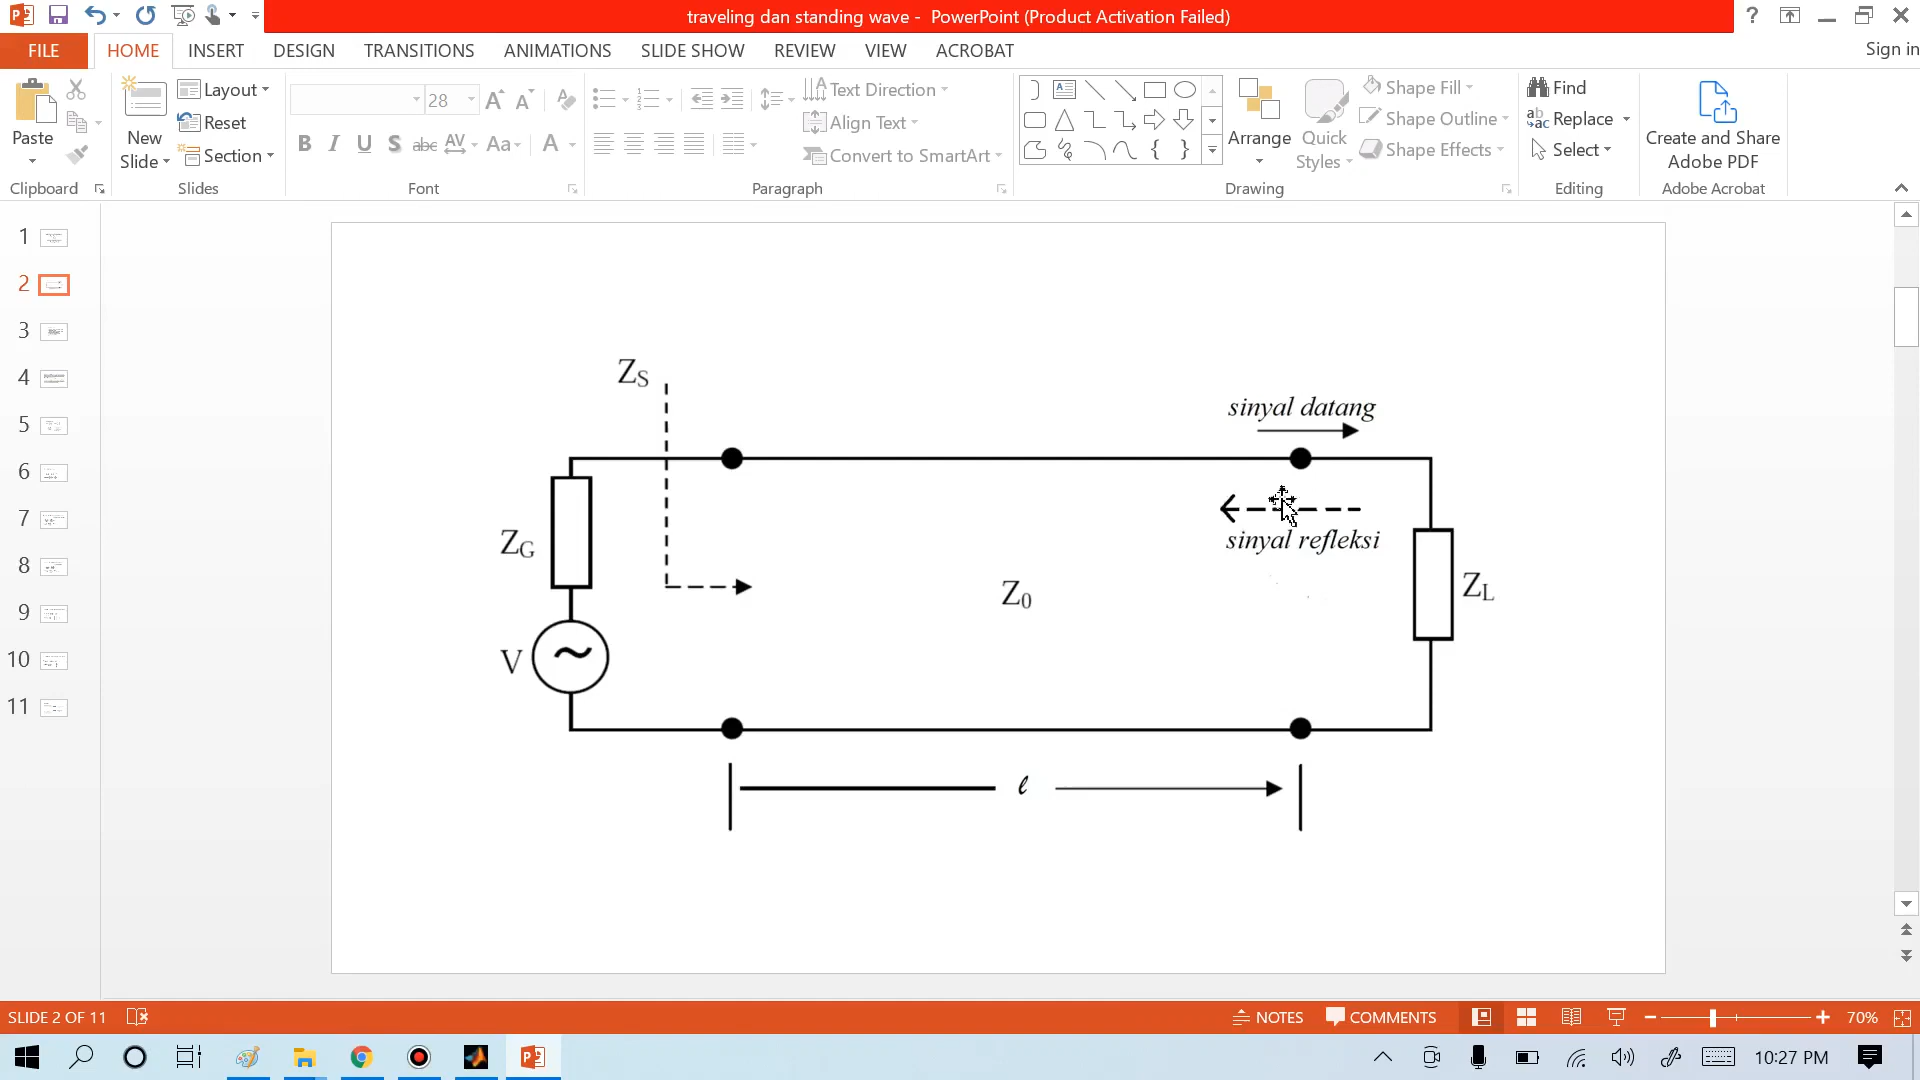 traveling dan standing wave - PowerPoint (Product Activation Failed)
?
FILE HOME INSERT DESIGN TRANSITIONS ANIMATIONS SLIDE SHOW REVIEW VIEW ACROBAT Sign in
Paste
New Slide
Layout
Reset
Section
28
B I U S abc AV Aa A
Text Direction
Align Text
Convert to SmartArt
Arrange
Quick Styles
Shape Fill
Shape Outline
Shape Effects
Find
Replace
Select
Create and Share Adobe PDF
Clipboard Slides Font Paragraph Drawing Editing Adobe Acrobat
1
2
3
4
5
6
7
8
9
10
11
ZS
sinyal datang
sinyal refleksi
ZG
Z0
ZL
V
ℓ
SLIDE 2 OF 11 NOTES COMMENTS 70%
10:27 PM